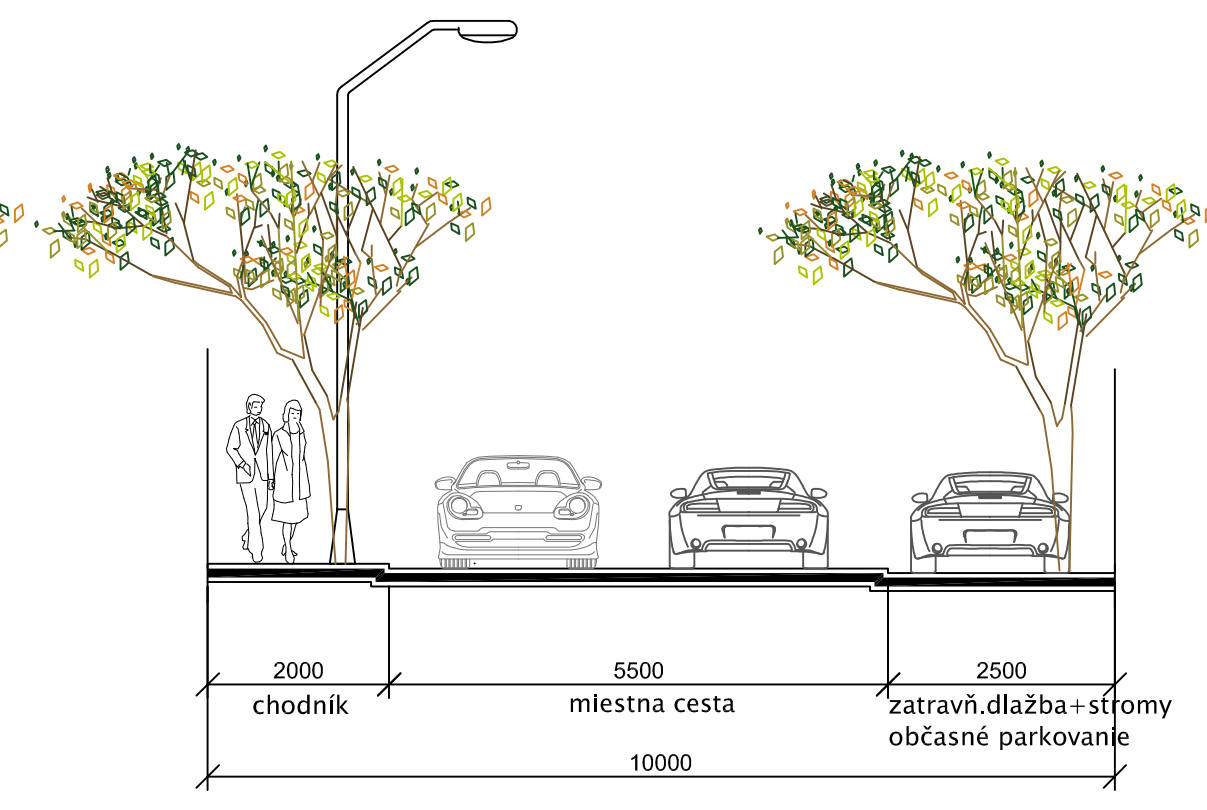 2000
5500
2500
chodník
miestna cesta
zatravň.dlažba+stromy
občasné parkovanie
10000